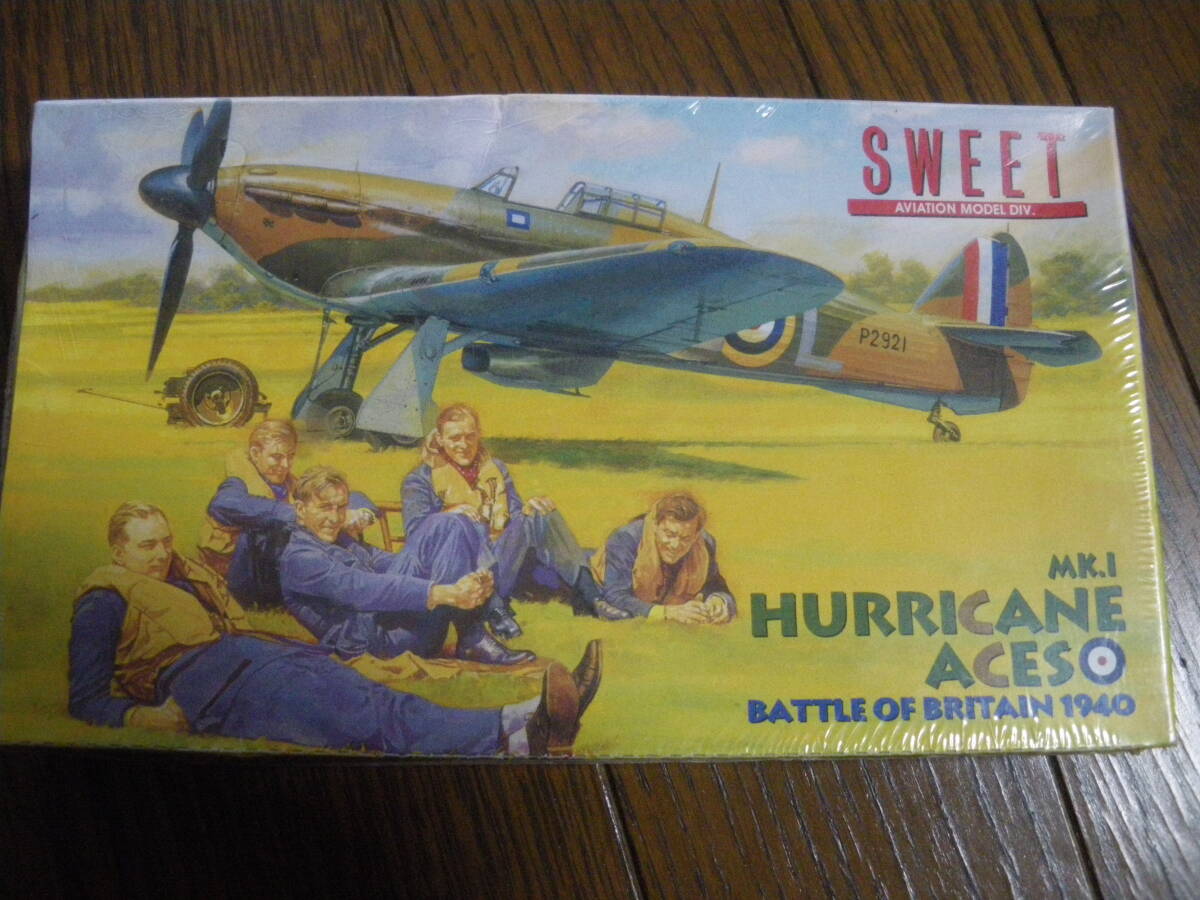 SWEET
AVIATION MODEL DIV.
L
P2921
MK.I
HURRICANE
ACES
BATTLE OF BRITAIN 1940